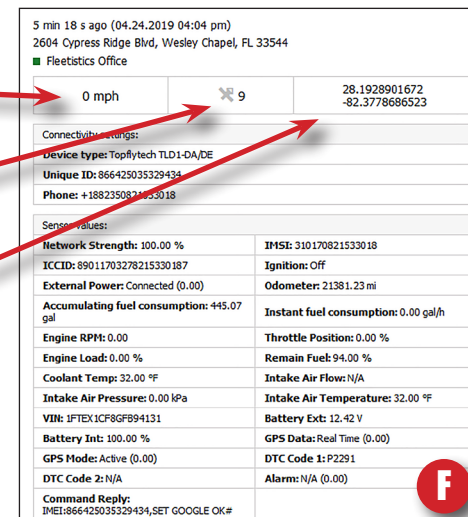 5 min 18 s ago (04.24.2019 04:04 pm)
2604 Cypress Ridge Blvd, Wesley Chapel, FL 33544
Fleetistics Office
0 mph
9
28.1928901672
-82.3778686523
Connectivity settings:
Device type: Topflytech TLD1-DA/DE
Unique ID: 866425035329434
Phone: +1882350821533018
Sensor values:
Network Strength: 100.00 % IMSI: 310170821533018
ICCID: 89011703278215330187 Ignition: Off
External Power: Connected (0.00) Odometer: 21381.23 mi
Accumulating fuel consumption: 445.07
gal
Instant fuel consumption: 0.00 gal/h
Engine RPM: 0.00 Throttle Position: 0.00 %
Engine Load: 0.00 % Remain Fuel: 94.00 %
Coolant Temp: 32.00 °F Intake Air Flow: N/A
Intake Air Pressure: 0.00 kPa Intake Air Temperature: 32.00 °F
VIN: 1FTEX1CF8GFB94131 Battery Ext: 12.42 V
Battery Int: 100.00 % GPS Data: Real Time (0.00)
GPS Mode: Active (0.00) DTC Code 1: P2291
DTC Code 2: N/A Alarm: N/A (0.00)
Command Reply:
IMEI:866425035329434,SET GOOGLE OK#
F